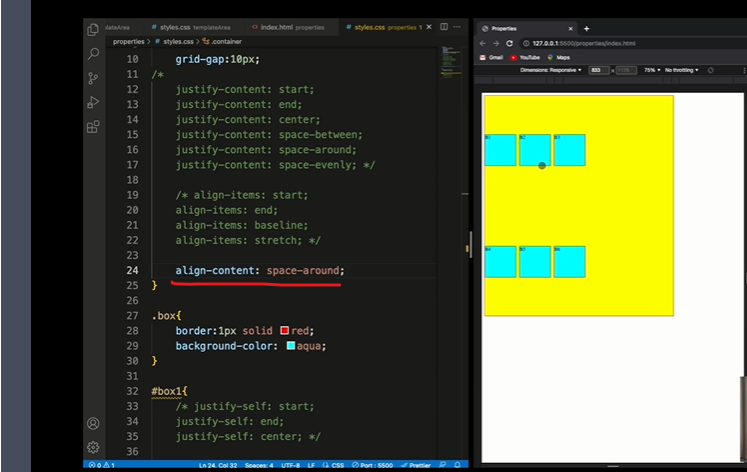 styles.css templateArea
index.html properties
styles.css properties 1
properties > styles.css > .container
10 grid-gap:10px;
11 /*
12 justify-content: start;
13 justify-content: end;
14 justify-content: center;
15 justify-content: space-between;
16 justify-content: space-around;
17 justify-content: space-evenly; */
18
19 /* align-items: start;
20 align-items: end;
21 align-items: baseline;
22 align-items: stretch; */
23
24 align-content: space-around;
25 }
26
27 .box{
28 border:1px solid red;
29 background-color: aqua;
30 }
31
32 #box1{
33 /* justify-self: start;
34 justify-self: end;
35 justify-self: center; */
36
0 1 Ln 24, Col 32 Spaces: 4 UTF-8 LF CSS Port : 5500 Prettier
Properties
127.0.0.1:5500/properties/index.html
Gmail YouTube Maps
Dimensions: Responsive 833 x 75% No throttling